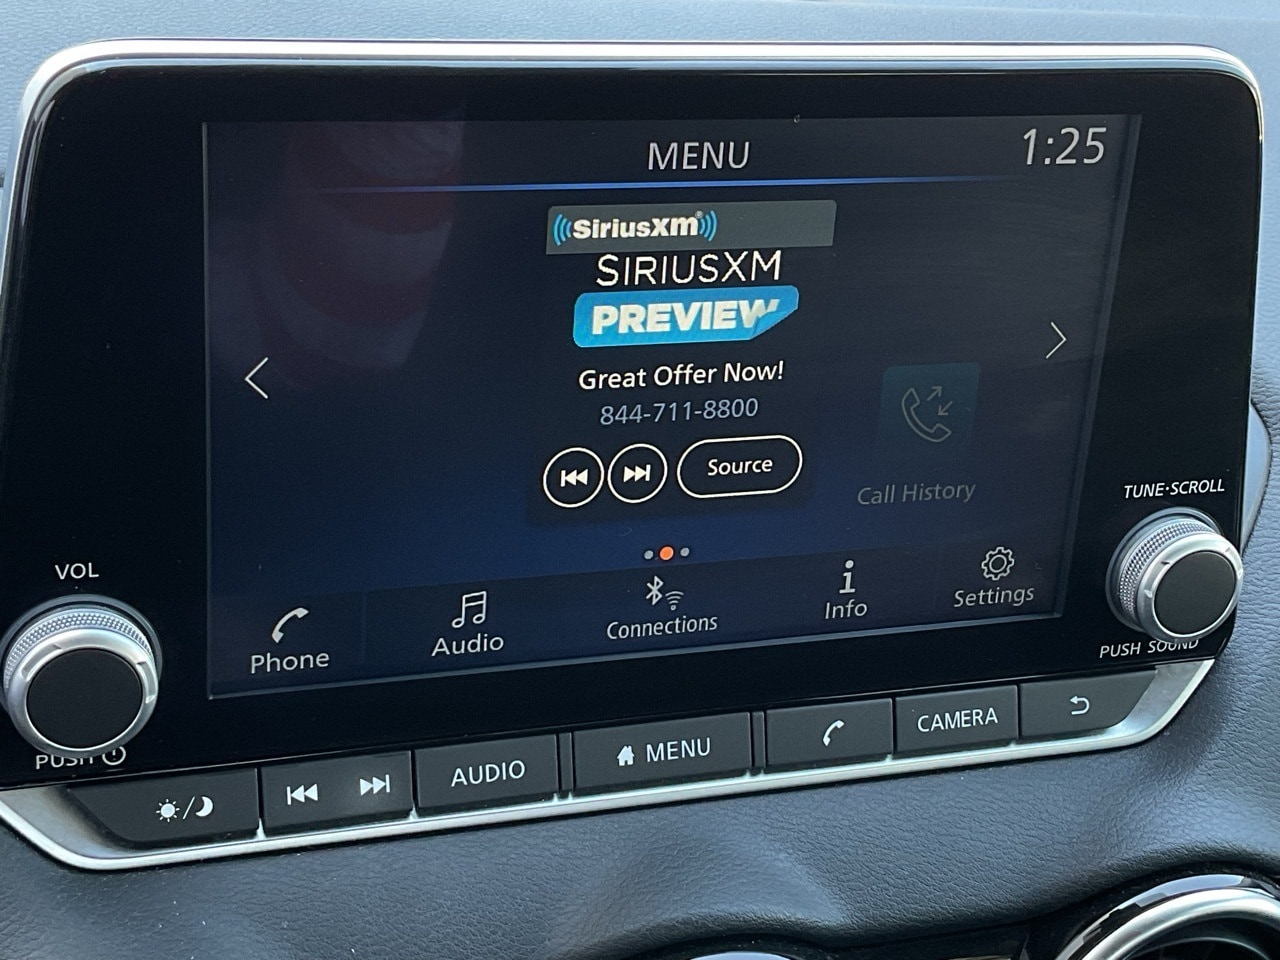 MENU
1:25
SiriusXM
SIRIUSXM
PREVIEW
Great Offer Now!
844-711-8800
Source
Call History
TUNE·SCROLL
VOL
Phone
Audio
Connections
Info
Settings
PUSH SOUND
PUSH
AUDIO
MENU
CAMERA